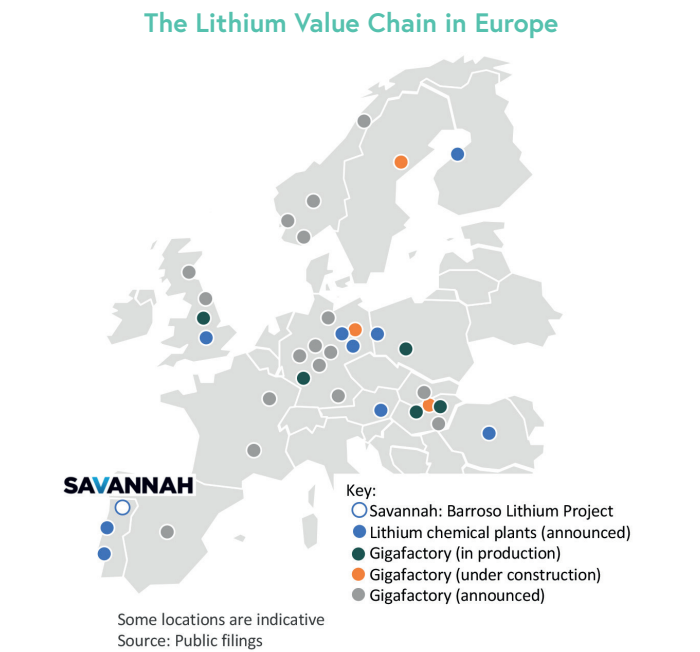 The Lithium Value Chain in Europe
SAVANNAH
Key:
Savannah: Barroso Lithium Project
Lithium chemical plants (announced)
Gigafactory (in production)
Gigafactory (under construction)
Gigafactory (announced)
Some locations are indicative
Source: Public filings